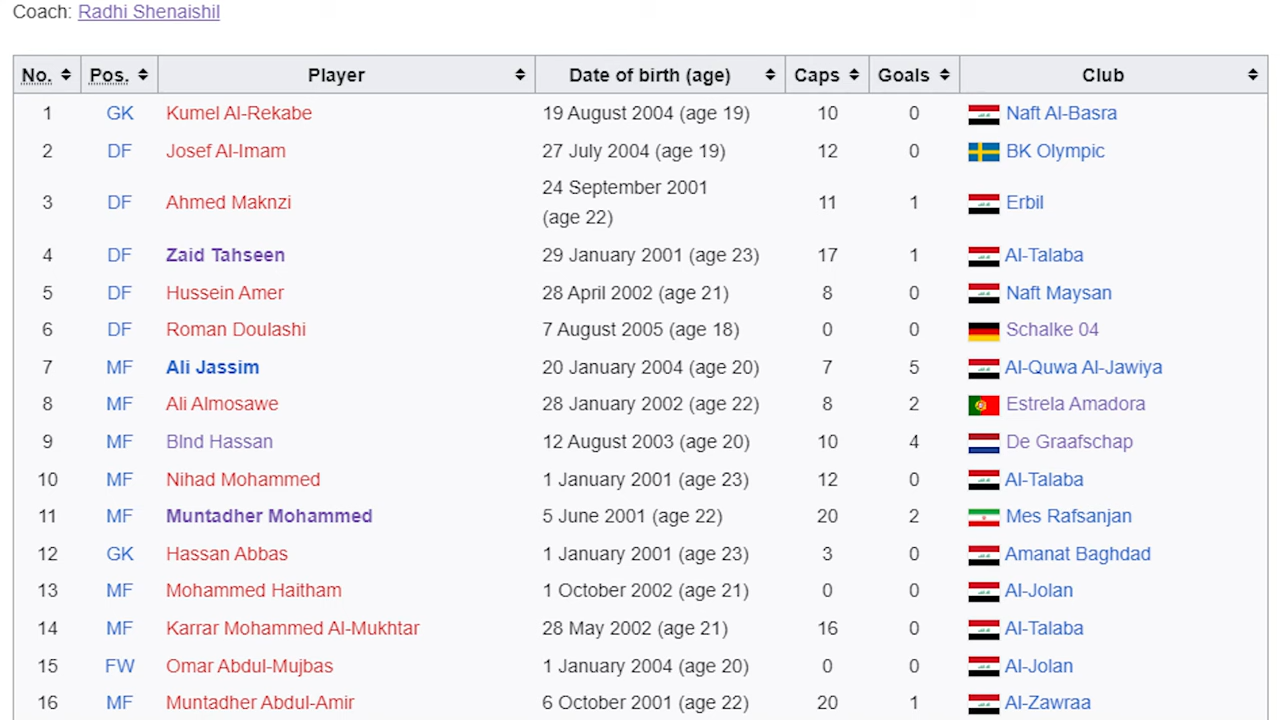 Coach: Radhi Shenaishil
No. Pos. Player Date of birth (age) Caps Goals Club
1 GK Kumel Al-Rekabe 19 August 2004 (age 19) 10 0 Naft Al-Basra
2 DF Josef Al-Imam 27 July 2004 (age 19) 12 0 BK Olympic
3 DF Ahmed Maknzi 24 September 2001 (age 22) 11 1 Erbil
4 DF Zaid Tahseen 29 January 2001 (age 23) 17 1 Al-Talaba
5 DF Hussein Amer 28 April 2002 (age 21) 8 0 Naft Maysan
6 DF Roman Doulashi 7 August 2005 (age 18) 0 0 Schalke 04
7 MF Ali Jassim 20 January 2004 (age 20) 7 5 Al-Quwa Al-Jawiya
8 MF Ali Almosawe 28 January 2002 (age 22) 8 2 Estrela Amadora
9 MF Blnd Hassan 12 August 2003 (age 20) 10 4 De Graafschap
10 MF Nihad Mohammed 1 January 2001 (age 23) 12 0 Al-Talaba
11 MF Muntadher Mohammed 5 June 2001 (age 22) 20 2 Mes Rafsanjan
12 GK Hassan Abbas 1 January 2001 (age 23) 3 0 Amanat Baghdad
13 MF Mohammed Haitham 1 October 2002 (age 21) 0 0 Al-Jolan
14 MF Karrar Mohammed Al-Mukhtar 28 May 2002 (age 21) 16 0 Al-Talaba
15 FW Omar Abdul-Mujbas 1 January 2004 (age 20) 0 0 Al-Jolan
16 MF Muntadher Abdul-Amir 6 October 2001 (age 22) 20 1 Al-Zawraa